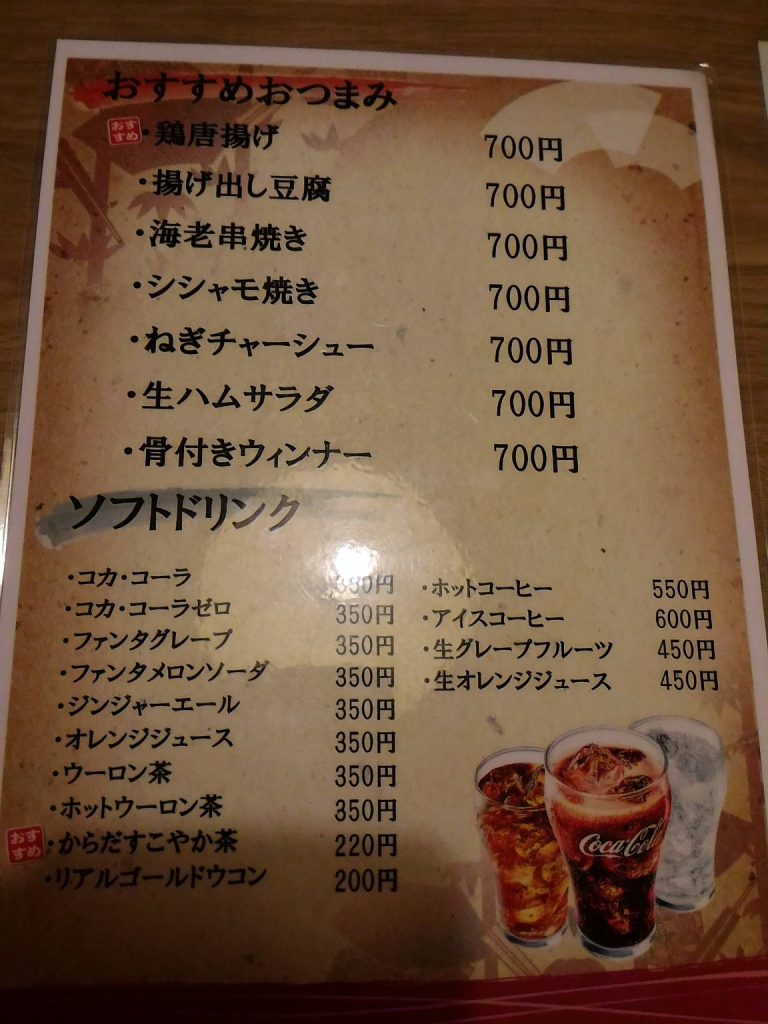 おすすめおつまみ
おすすめ ・鶏唐揚げ 700円
・揚げ出し豆腐 700円
・海老串焼き 700円
・シシャモ焼き 700円
・ねぎチャーシュー 700円
・生ハムサラダ 700円
・骨付きウィンナー 700円
ソフトドリンク
・コカ・コーラ
・コカ・コーラゼロ 350円
・ファンタグレープ 350円
・ファンタメロンソーダ 350円
・ジンジャーエール 350円
・オレンジジュース 350円
・ウーロン茶 350円
・ホットウーロン茶 350円
おすすめ ・からだすこやか茶 220円
・リアルゴールドウコン 200円
・ホットコーヒー 550円
・アイスコーヒー 600円
・生グレープフルーツ 450円
・生オレンジジュース 450円
Coca-Cola